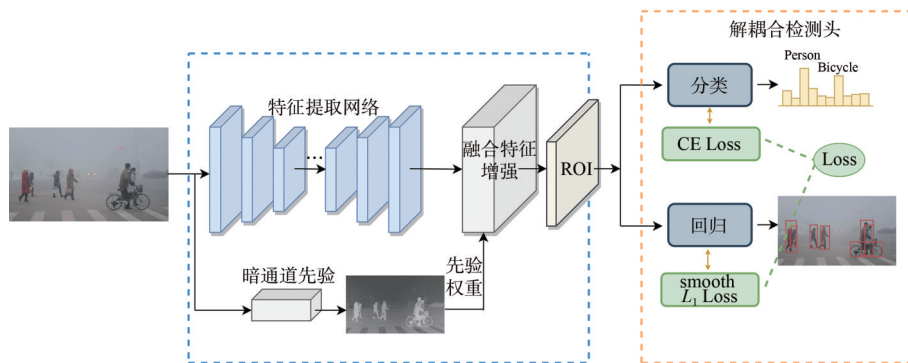 解耦合检测头
特征提取网络
...
融合特征
增强
ROI
暗通道先验
先验
权重
分类
Person
Bicycle
CE Loss
Loss
回归
smooth
L₁ Loss